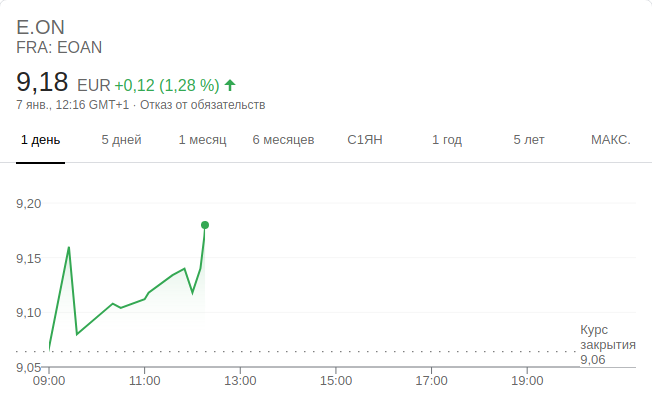 E.ON
FRA: EOAN
9,18 EUR +0,12 (1,28 %)
7 янв., 12:16 GMT+1 · Отказ от обязательств
1 день 5 дней 1 месяц 6 месяцев С1ЯН 1 год 5 лет МАКС.
9,20
9,15
9,10
9,05
Курс
закрытия
9,06
09:00 11:00 13:00 15:00 17:00 19:00